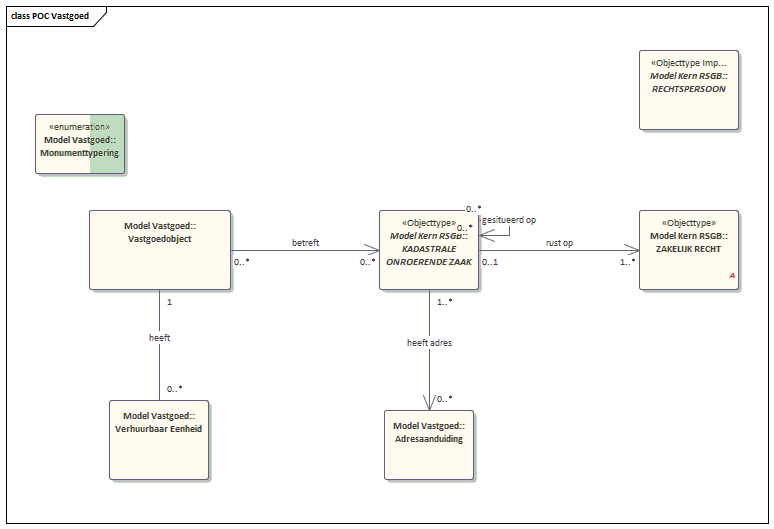 class POC Vastgoed
«Objecttype Imp...
Model Kern RSGB::
RECHTSPERSOON
«enumeration»
Model Vastgoed::
Monumenttypering
Model Vastgoed::
Vastgoedobject
betreft
0..*
0..*
«Objecttype»
Model Kern RSGB::
KADASTRALE
ONROERENDE ZAAK
0..*
gesitueerd op
0..*
rust op
0..1
1..*
«Objecttype»
Model Kern RSGB::
ZAKELIJK RECHT
A
1
heeft
0..*
1..*
heeft adres
0..*
Model Vastgoed::
Verhuurbaar Eenheid
Model Vastgoed::
Adresaanduiding